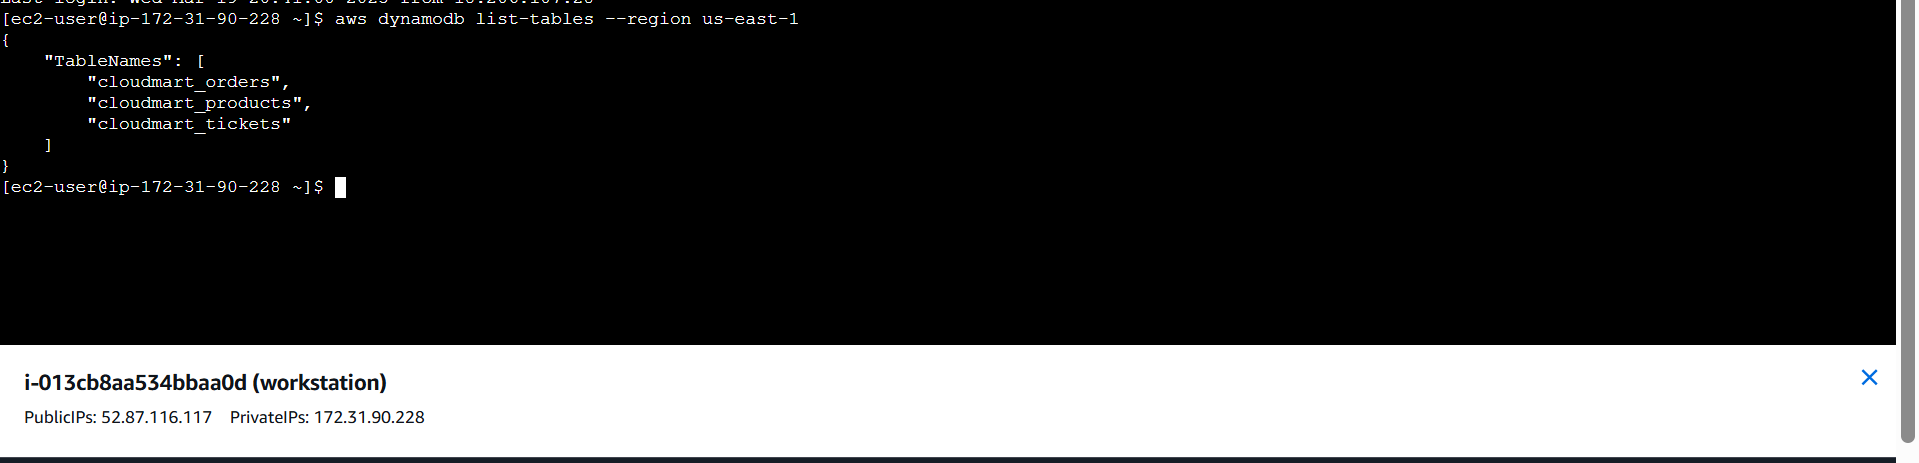 [ec2-user@ip-172-31-90-228 ~]$ aws dynamodb list-tables --region us-east-1
{
    "TableNames": [
        "cloudmart_orders",
        "cloudmart_products",
        "cloudmart_tickets"
    ]
}
[ec2-user@ip-172-31-90-228 ~]$
i-013cb8aa534bbaa0d (workstation)
PublicIPs: 52.87.116.117    PrivateIPs: 172.31.90.228